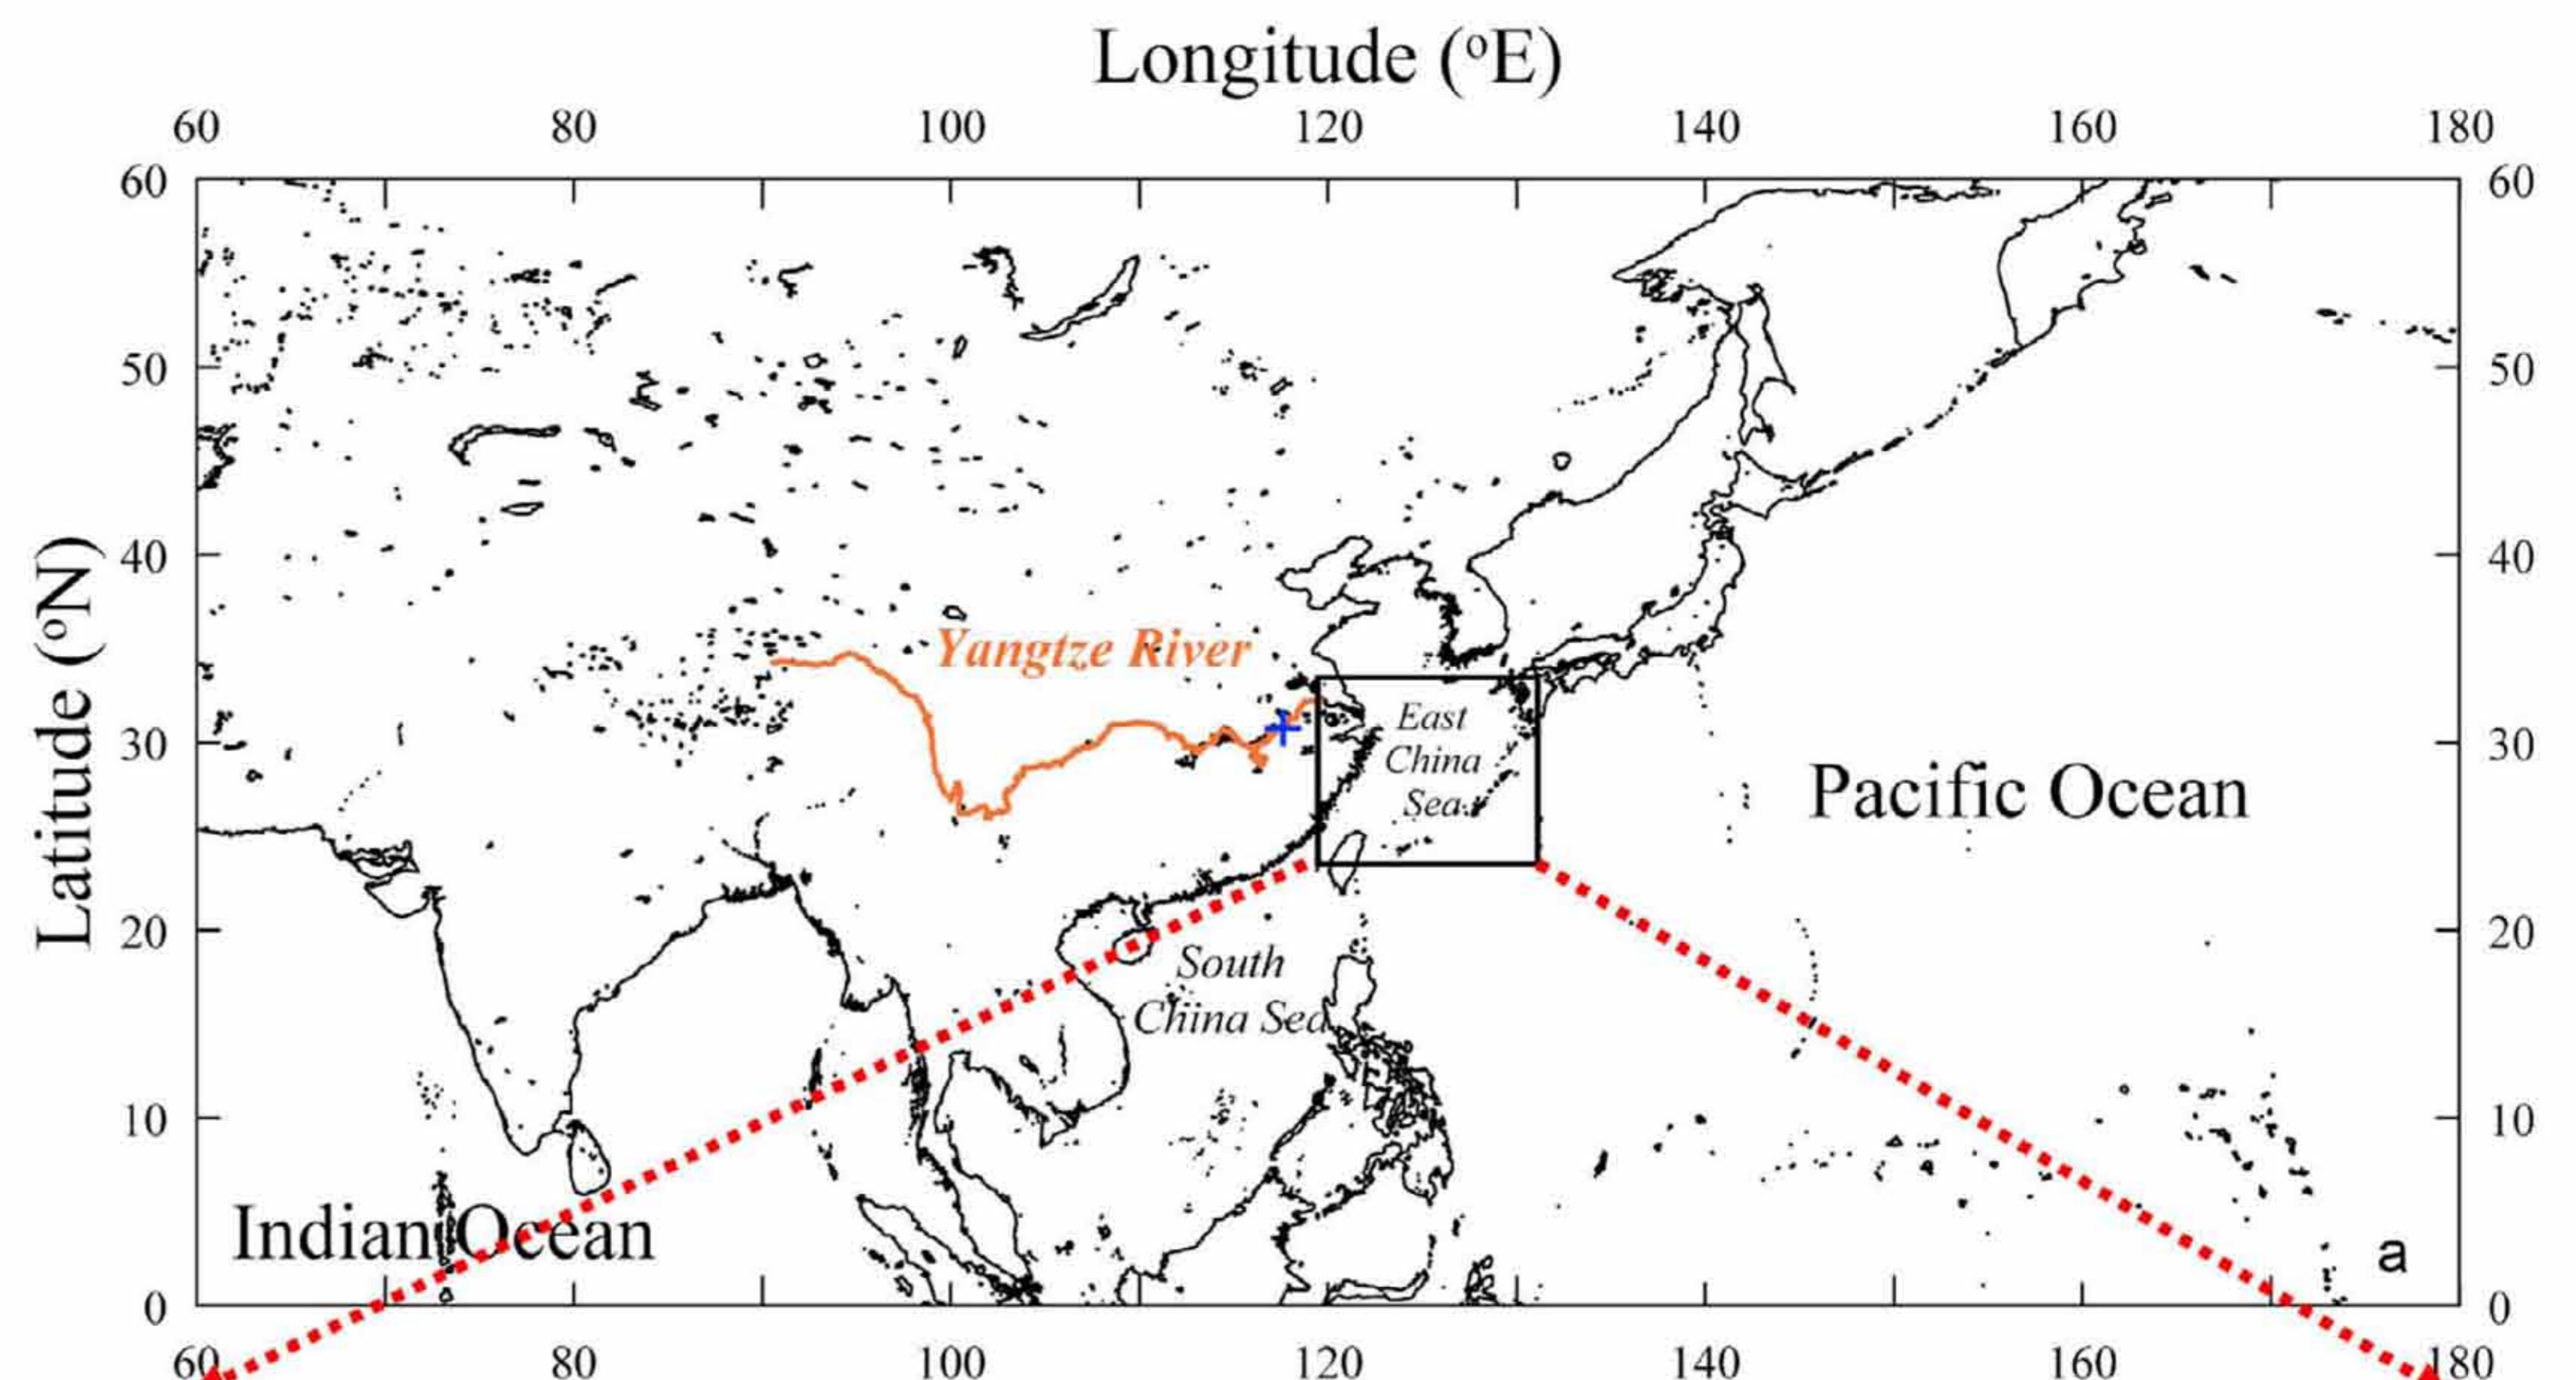 Longitude (ºE)
60 80 100 120 140 160 180
60 60
50 50
Latitude (ºN)
40 40
Yangtze River
30 30
East
China
Sea
Pacific Ocean
20 20
South
China Sea
10 10
Indian Ocean
a
0 0
60 80 100 120 140 160 180